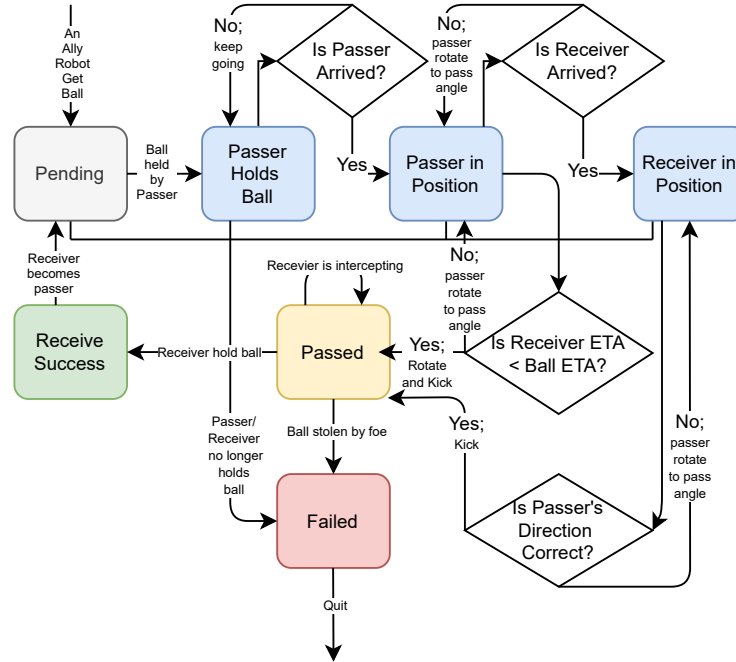 An
Ally
Robot
Get
Ball
No;
keep
going
Is Passer
Arrived?
No;
passer
rotate
to pass
angle
Is Receiver
Arrived?
Pending
Ball
held
by
Passer
Passer
Holds
Ball
Yes
Passer in
Position
Yes
Receiver in
Position
Receiver
becomes
passer
Recevier is intercepting
No;
passer
rotate
to pass
angle
Receive
Success
Receiver hold ball
Passed
Yes;
Rotate
and Kick
Is Receiver ETA
< Ball ETA?
Passer/
Receiver
no longer
holds
ball
Ball stolen by foe
Yes;
Kick
No;
passer
rotate
to pass
angle
Failed
Is Passer's
Direction
Correct?
Quit